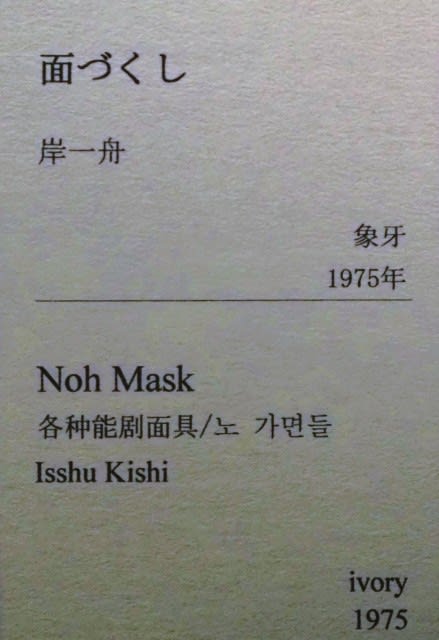 面づくし
岸一舟
象牙
1975年
Noh Mask
各种能剧面具/노 가면들
Isshu Kishi
ivory
1975